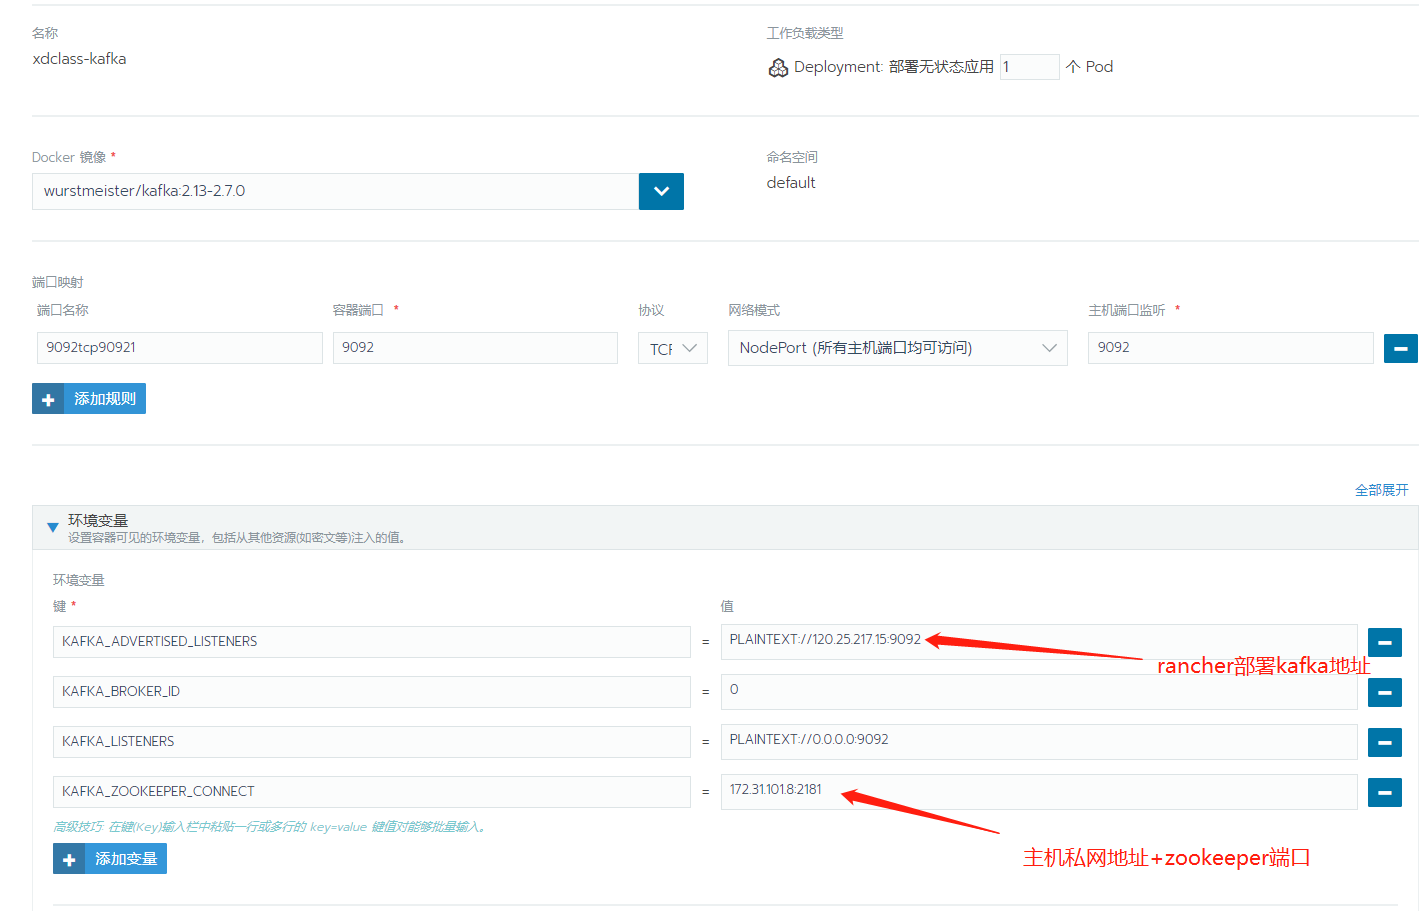 名称
工作负载类型
xdclass-kafka
Deployment: 部署无状态应用 1 个 Pod
Docker 镜像 *
命名空间
wurstmeister/kafka:2.13-2.7.0
default
端口映射
端口名称 容器端口 * 协议 网络模式 主机端口监听 *
9092tcp90921 9092 TCP NodePort (所有主机端口均可访问) 9092
添加规则
全部展开
环境变量
设置容器可见的环境变量，包括从其他资源(如密文等)注入的值。
环境变量
键 * 值
KAFKA_ADVERTISED_LISTENERS = PLAINTEXT://120.25.217.15:9092
rancher部署kafka地址
KAFKA_BROKER_ID = 0
KAFKA_LISTENERS = PLAINTEXT://0.0.0.0:9092
KAFKA_ZOOKEEPER_CONNECT = 172.31.101.8:2181
高级技巧: 在键(Key)输入栏中粘贴一行或多行的 key=value 键值对能够批量输入。
主机私网地址+zookeeper端口
添加变量